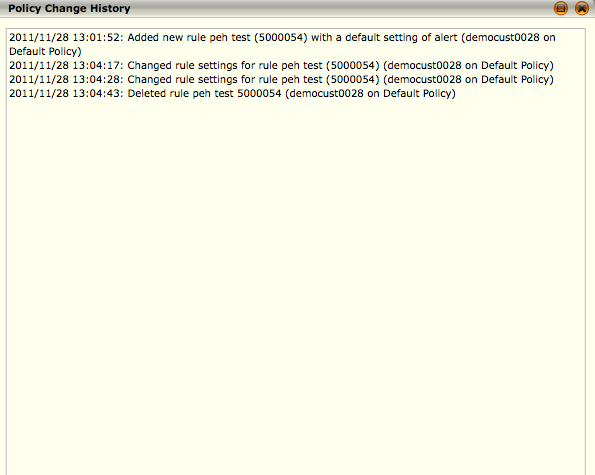 Policy Change History
2011/11/28 13:01:52: Added new rule peh test (5000054) with a default setting of alert (democust0028 on
Default Policy)
2011/11/28 13:04:17: Changed rule settings for rule peh test (5000054) (democust0028 on Default Policy)
2011/11/28 13:04:28: Changed rule settings for rule peh test (5000054) (democust0028 on Default Policy)
2011/11/28 13:04:43: Deleted rule peh test 5000054 (democust0028 on Default Policy)